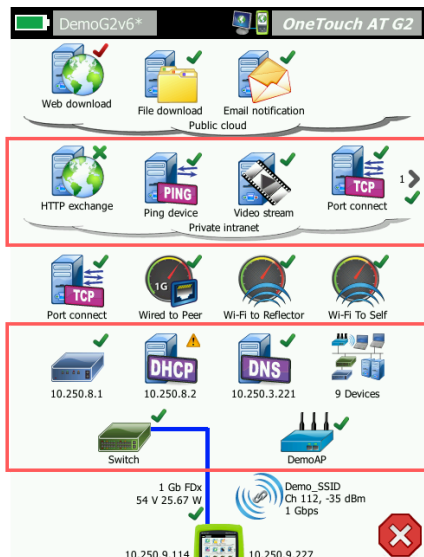 DemoG2v6*
OneTouch AT G2
Web download
File download
Email notification
Public cloud
HTTP exchange
PING
Ping device
Video stream
TCP
Port connect
1
Private intranet
TCP
Port connect
1G
Wired to Peer
Wi-Fi to Reflector
Wi-Fi To Self
10.250.8.1
DHCP
10.250.8.2
DNS
10.250.3.221
9 Devices
Switch
DemoAP
1 Gb FDx
54 V 25.67 W
Demo_SSID
Ch 112, -35 dBm
1 Gbps
10.250.9.114
10.250.9.227